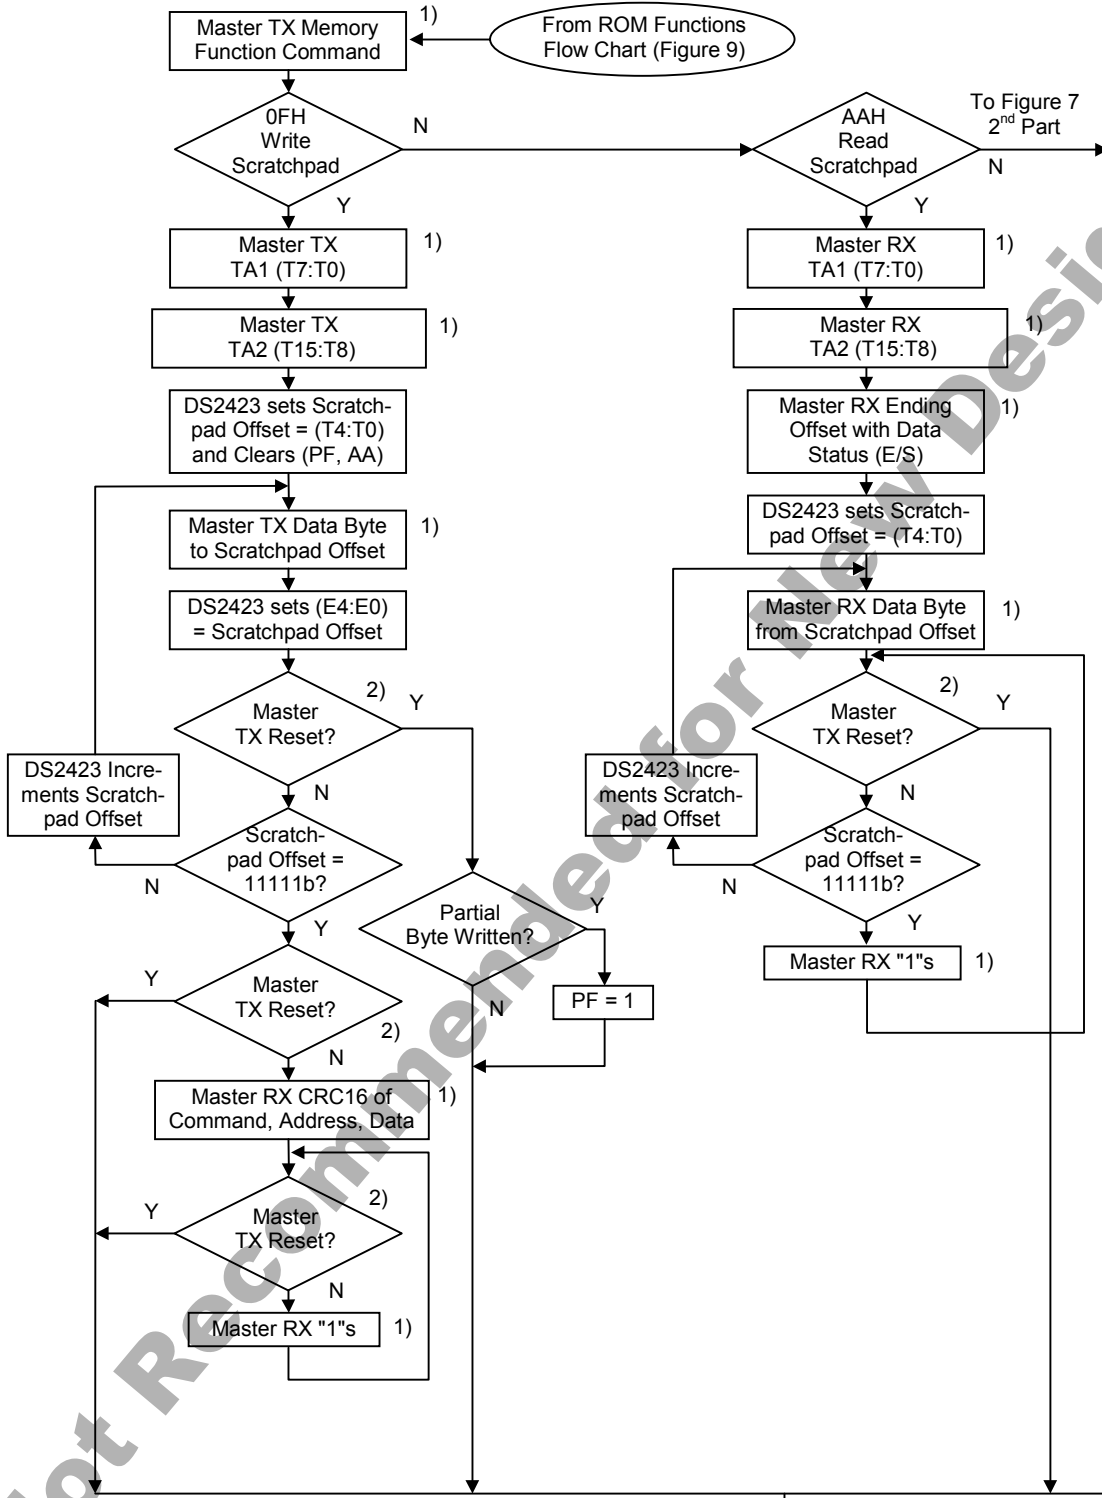 Master TX Memory
Function Command
1)
From ROM Functions
Flow Chart (Figure 9)
0FH
Write
Scratchpad
N
Y
AAH
Read
Scratchpad
N
Y
To Figure 7
2nd Part
Master TX
TA1 (T7:T0)
1)
Master TX
TA2 (T15:T8)
1)
DS2423 sets Scratch-
pad Offset = (T4:T0)
and Clears (PF, AA)
Master TX Data Byte
to Scratchpad Offset
1)
DS2423 sets (E4:E0)
= Scratchpad Offset
Master
TX Reset?
2)
Y
N
DS2423 Incre-
ments Scratch-
pad Offset
Scratch-
pad Offset =
11111b?
N
Y
Partial
Byte Written?
Y
N
PF = 1
Master
TX Reset?
Y
2)
N
Master RX CRC16 of
Command, Address, Data
1)
Master
TX Reset?
2)
Y
N
Master RX "1"s
1)
Master RX
TA1 (T7:T0)
1)
Master RX
TA2 (T15:T8)
1)
Master RX Ending
Offset with Data
Status (E/S)
1)
DS2423 sets Scratch-
pad Offset = (T4:T0)
Master RX Data Byte
from Scratchpad Offset
1)
Master
TX Reset?
2)
Y
N
DS2423 Incre-
ments Scratch-
pad Offset
Scratch-
pad Offset =
11111b?
N
Y
Master RX "1"s
1)
Not Recommended for New Desig